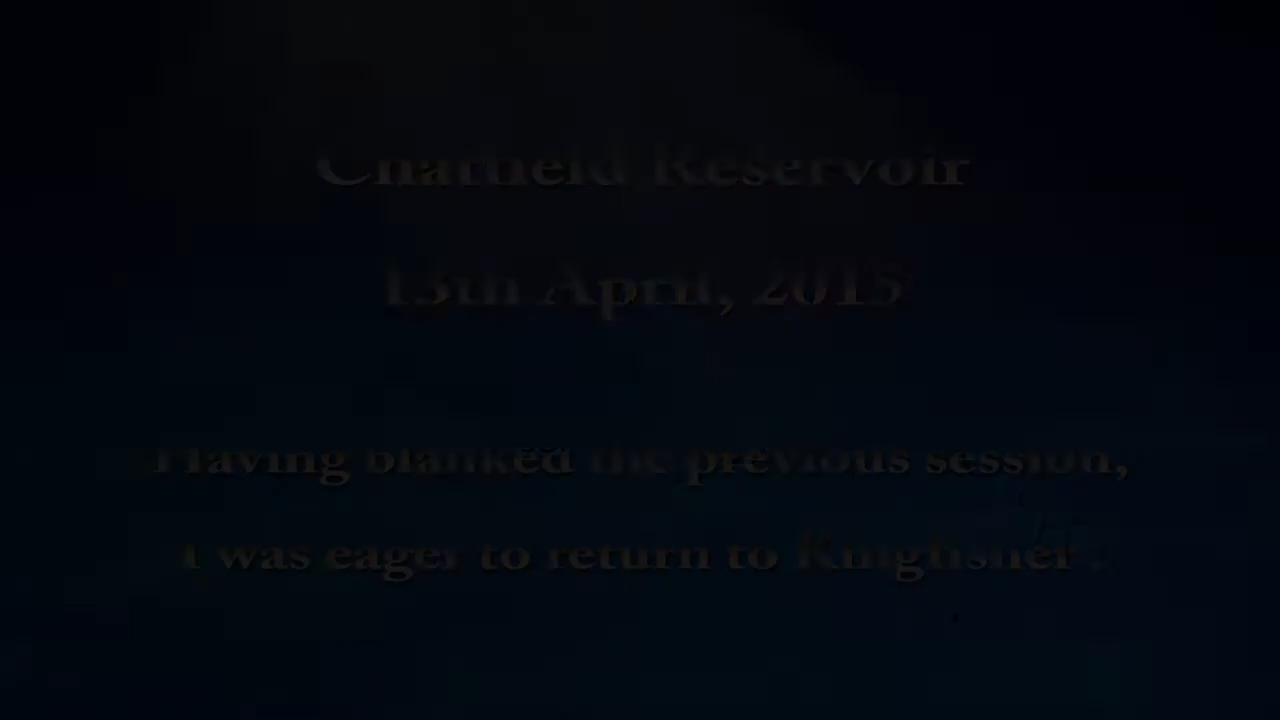 Chatfield Reservoir
13th April, 2015
Having blanked the previous session,
I was eager to return to Kingfisher .